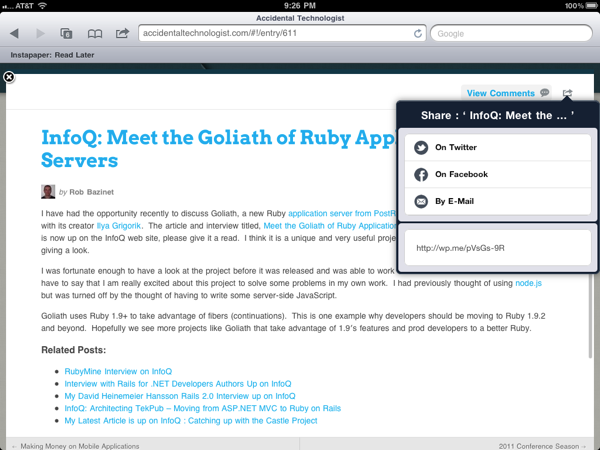 AT&T
9:26 PM
100%
Accidental Technologist
accidentaltechnologist.com/#!/entry/611
Google
Instapaper: Read Later
View Comments
Share : ‘ InfoQ: Meet the ... ’
On Twitter
On Facebook
By E-Mail
http://wp.me/pVsGs-9R
InfoQ: Meet the Goliath of Ruby App
Servers
by Rob Bazinet
I have had the opportunity recently to discuss Goliath, a new Ruby application server from PostR
with its creator Ilya Grigorik. The article and interview titled, Meet the Goliath of Ruby Application
is now up on the InfoQ web site, please give it a read. I think it is a unique and very useful proje
giving a look.
I was fortunate enough to have a look at the project before it was released and was able to work
have to say that I am really excited about this project to solve some problems in my own work. I had previously thought of using node.js
but was turned off by the thought of having to write some server-side JavaScript.
Goliath uses Ruby 1.9+ to take advantage of fibers (continuations). This is one example why developers should be moving to Ruby 1.9.2
and beyond. Hopefully we see more projects like Goliath that take advantage of 1.9's features and prod developers to a better Ruby.
Related Posts:
RubyMine Interview on InfoQ
Interview with Rails for .NET Developers Authors Up on InfoQ
My David Heinemeier Hansson Rails 2.0 Interview up on InfoQ
InfoQ: Architecting TekPub – Moving from ASP.NET MVC to Ruby on Rails
My Latest Article is up on InfoQ : Catching up with the Castle Project
← Making Money on Mobile Applications
2011 Conference Season →